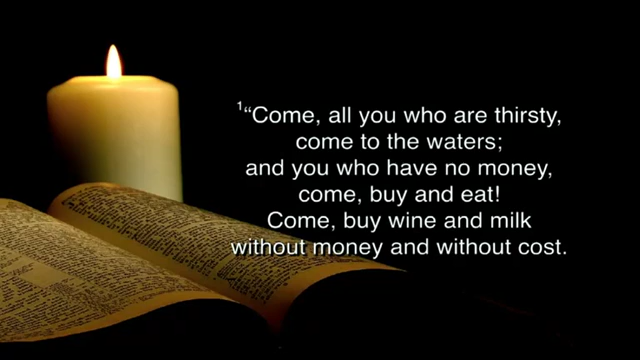 ¹“Come, all you who are thirsty,
come to the waters;
and you who have no money,
come, buy and eat!
Come, buy wine and milk
without money and without cost.